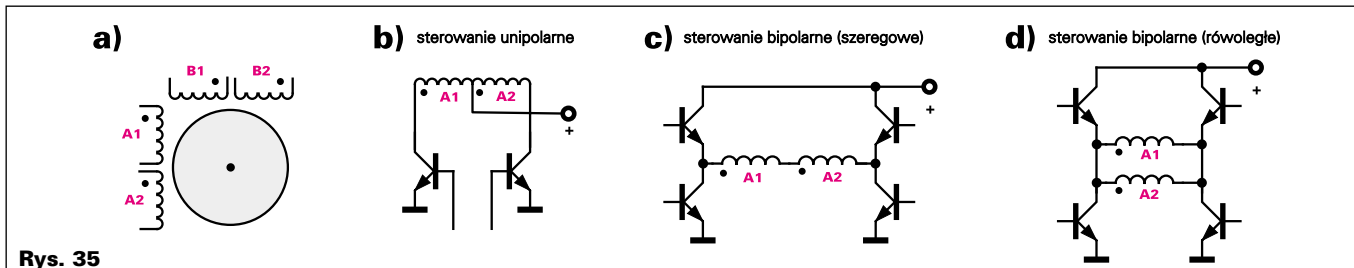 a)
B1 B2
A1
A2
b) sterowanie unipolarne
A1 A2
+
c) sterowanie bipolarne (szeregowe)
+
A1 A2
d) sterowanie bipolarne (rówoległe)
+
A1
A2
Rys. 35